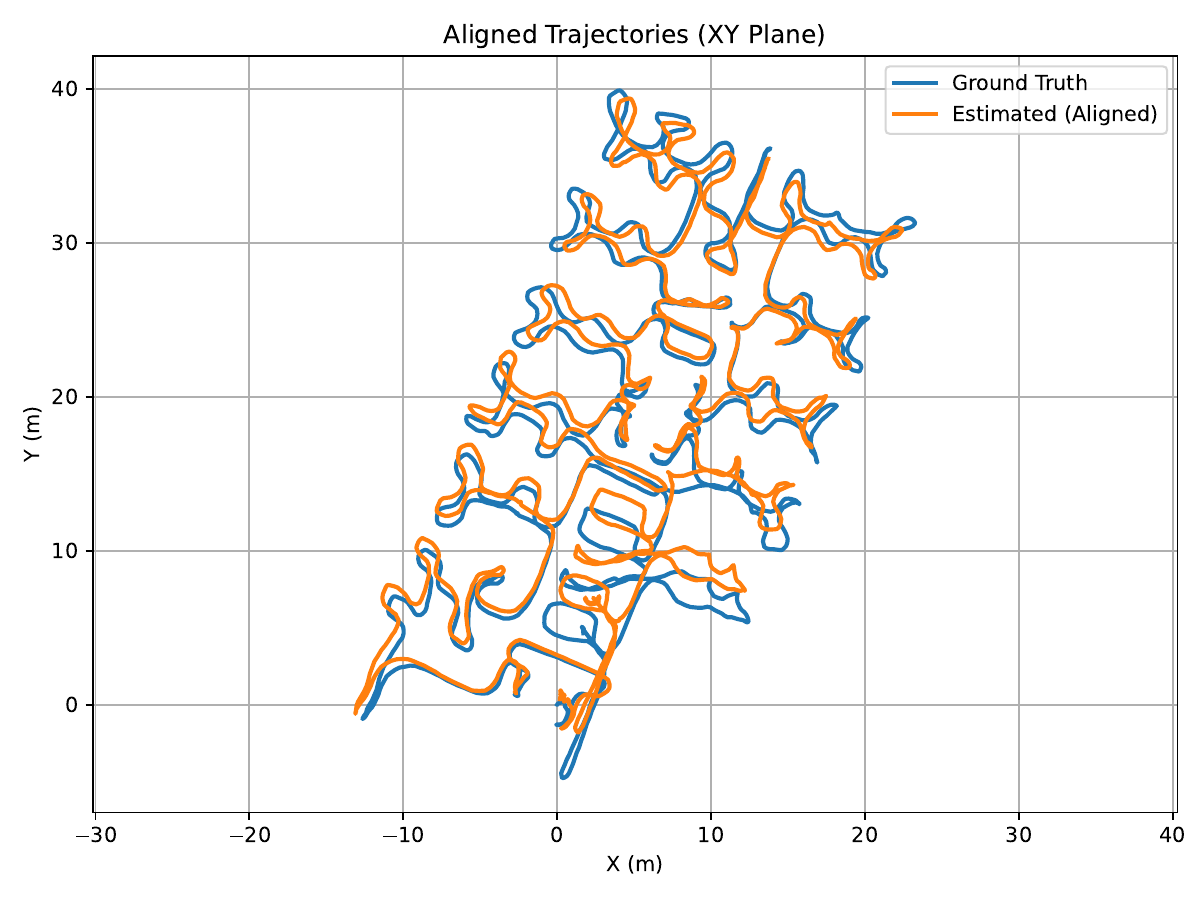 Aligned Trajectories (XY Plane)
Ground Truth
Estimated (Aligned)
40
30
20
10
0
Y (m)
−30 −20 −10 0 10 20 30 40
X (m)